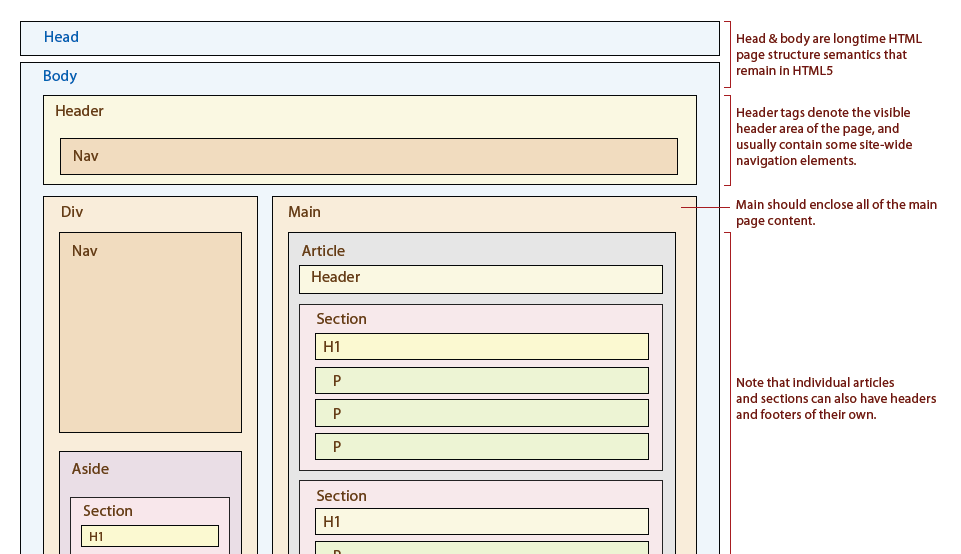 Head
Body
Header
Nav
Div
Nav
Aside
Section
H1
Main
Article
Header
Section
H1
P
P
P
Section
H1
P
Head & body are longtime HTML
page structure semantics that
remain in HTML5
Header tags denote the visible
header area of the page, and
usually contain some site-wide
navigation elements.
Main should enclose all of the main
page content.
Note that individual articles
and sections can also have headers
and footers of their own.